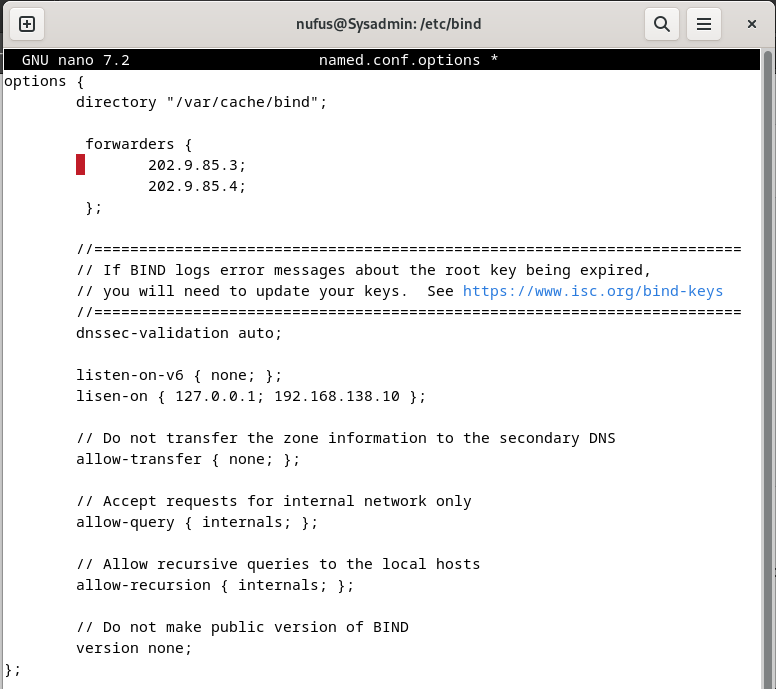 nufus@Sysadmin: /etc/bind
GNU nano 7.2 named.conf.options *
options {
directory "/var/cache/bind";
forwarders {
202.9.85.3;
202.9.85.4;
};
//========================================================================
// If BIND logs error messages about the root key being expired,
// you will need to update your keys.  See https://www.isc.org/bind-keys
//========================================================================
dnssec-validation auto;
listen-on-v6 { none; };
lisen-on { 127.0.0.1; 192.168.138.10 };
// Do not transfer the zone information to the secondary DNS
allow-transfer { none; };
// Accept requests for internal network only
allow-query { internals; };
// Allow recursive queries to the local hosts
allow-recursion { internals; };
// Do not make public version of BIND
version none;
};